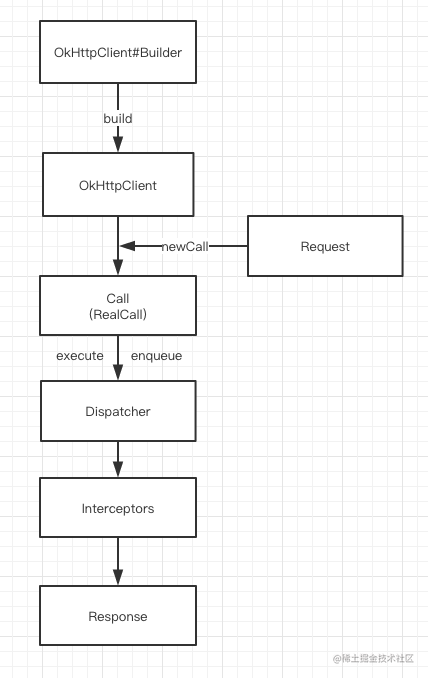 OkHttpClient#Builder
build
OkHttpClient
newCall
Request
Call
(RealCall)
execute
enqueue
Dispatcher
Interceptors
Response
@稀土掘金技术社区